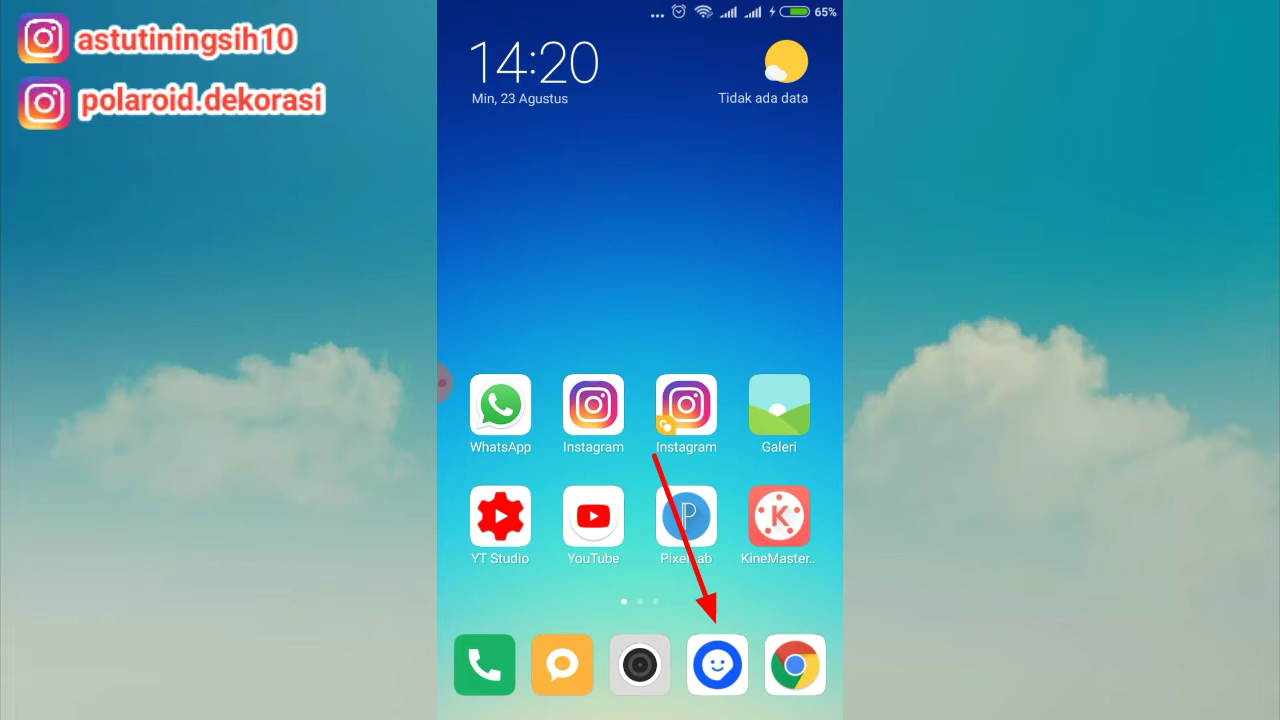 astutiningsih10
polaroid.dekorasi
65%
14:20
Min, 23 Agustus
Tidak ada data
WhatsApp
Instagram
Instagram
Galeri
YT Studio
YouTube
PixelLab
KineMaster..